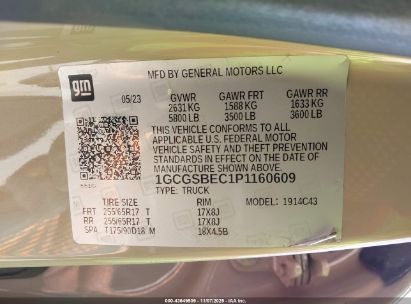 gm
MFD BY GENERAL MOTORS LLC
05/23 GVWR GAWR FRT GAWR RR
2631 KG 1588 KG 1633 KG
5800 LB 3500 LB 3600 LB
THIS VEHICLE CONFORMS TO ALL
APPLICABLE U.S. FEDERAL MOTOR
VEHICLE SAFETY AND THEFT PREVENTION
STANDARDS IN EFFECT ON THE DATE OF
MANUFACTURE SHOWN ABOVE.
1GCGSBEC1P1160609
TYPE: TRUCK
TIRE SIZE RIM MODEL: 1914C43
FRT 255/65R17 T 17X8J
RR 255/65R17 T 17X8J
SPA T175/90D18 M 18X4.5B